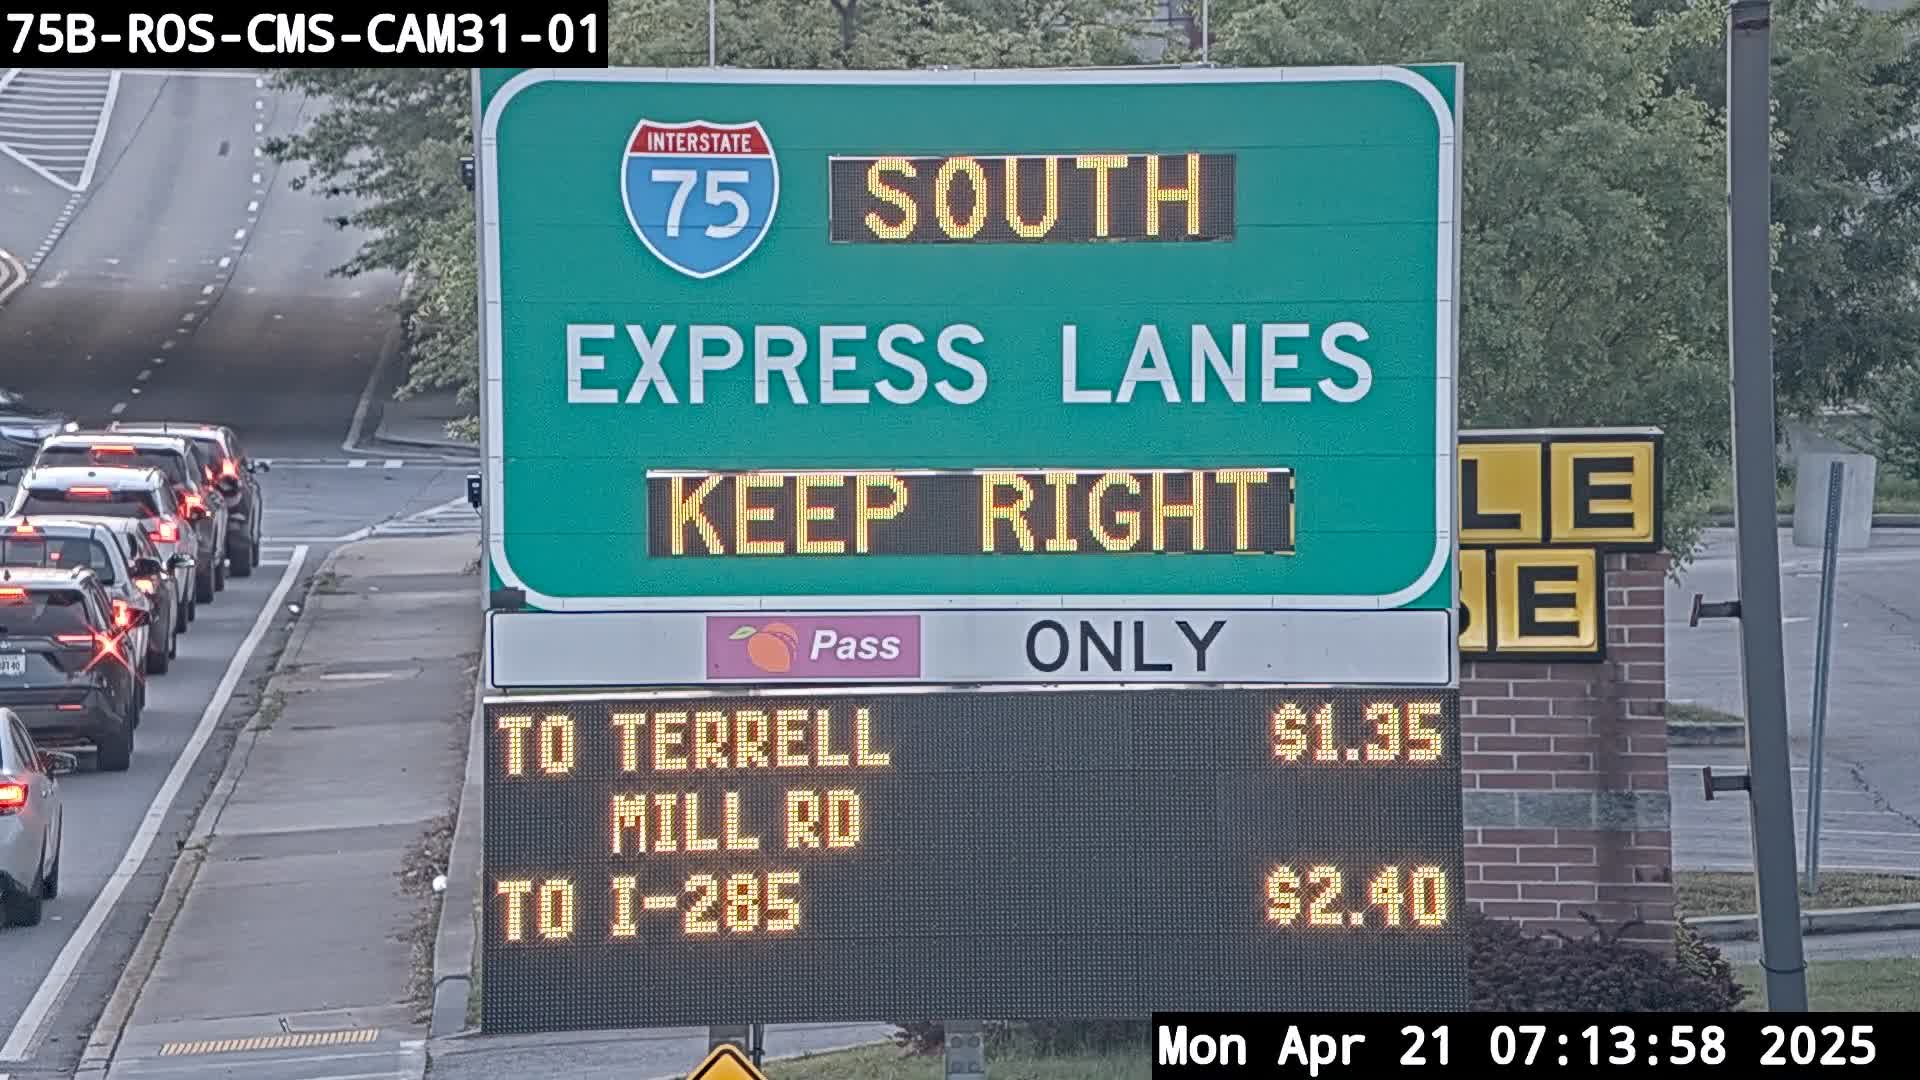 75B-ROS-CMS-CAM31-01
INTERSTATE
75
SOUTH
EXPRESS LANES
KEEP RIGHT
Pass ONLY
TO TERRELL $1.35
MILL RD
TO I-285 $2.40
LE
E
Mon Apr 21 07:13:58 2025